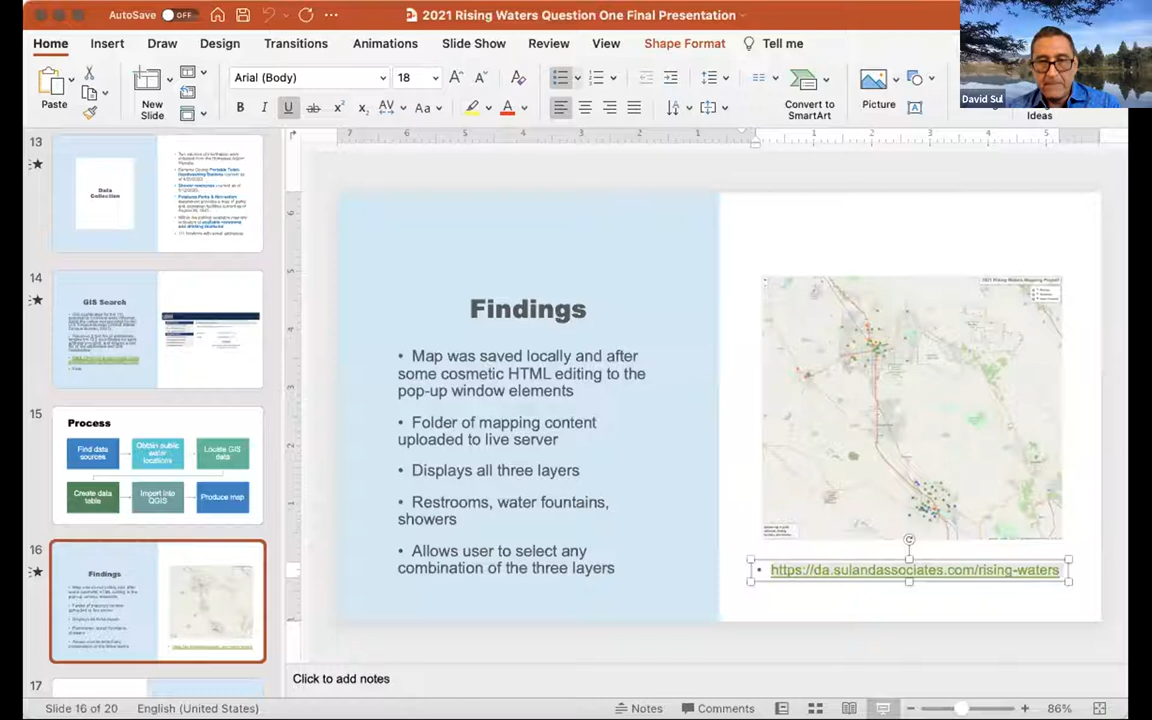 AutoSave OFF
2021 Rising Waters Question One Final Presentation
Home Insert Draw Design Transitions Animations Slide Show Review View Shape Format Tell me
Arial (Body) 18
Paste
New
Slide
Convert to
SmartArt
Picture
Ideas
David Sul
13
Data
Collection
14
GIS Search
15
Process
Find data
sources
Obtain public
water
locations
Locate GIS
data
Create data
table
Import into
QGIS
Produce map
16
Findings
17
Findings
• Map was saved locally and after
some cosmetic HTML editing to the
pop-up window elements
• Folder of mapping content
uploaded to live server
• Displays all three layers
• Restrooms, water fountains,
showers
• Allows user to select any
combination of the three layers
2021 Rising Waters Mapping Project
• https://da.sulandassociates.com/rising-waters
Click to add notes
Slide 16 of 20 English (United States) Notes Comments 86%